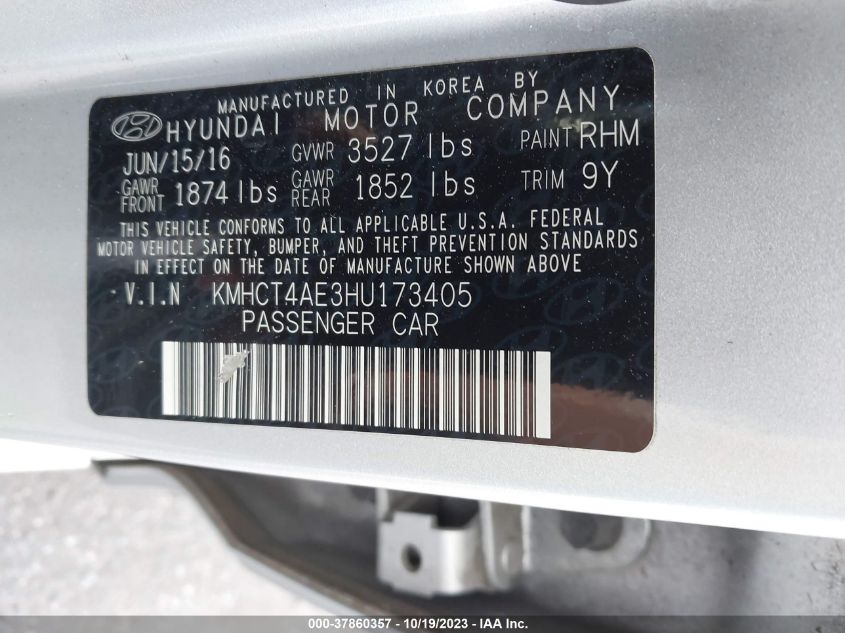 MANUFACTURED IN KOREA BY
HYUNDAI MOTOR COMPANY
JUN/15/16 GVWR 3527 lbs PAINT RHM
GAWR FRONT 1874 lbs GAWR REAR 1852 lbs TRIM 9Y
THIS VEHICLE CONFORMS TO ALL APPLICABLE U.S.A. FEDERAL
MOTOR VEHICLE SAFETY, BUMPER, AND THEFT PREVENTION STANDARDS
IN EFFECT ON THE DATE OF MANUFACTURE SHOWN ABOVE
V.I.N KMHCT4AE3HU173405
PASSENGER CAR
000-37860357 - 10/19/2023 - IAA Inc.